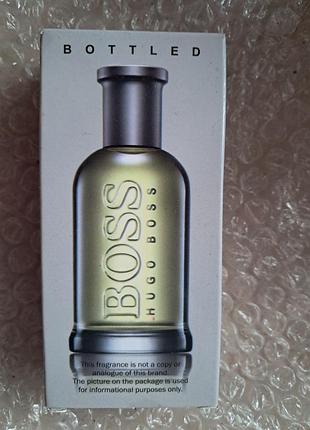 BOTTLED
BOSS
HUGO BOSS
This fragrance is not a copy or
analogue of this brand.
The picture on the package is used
for informational purposes only.